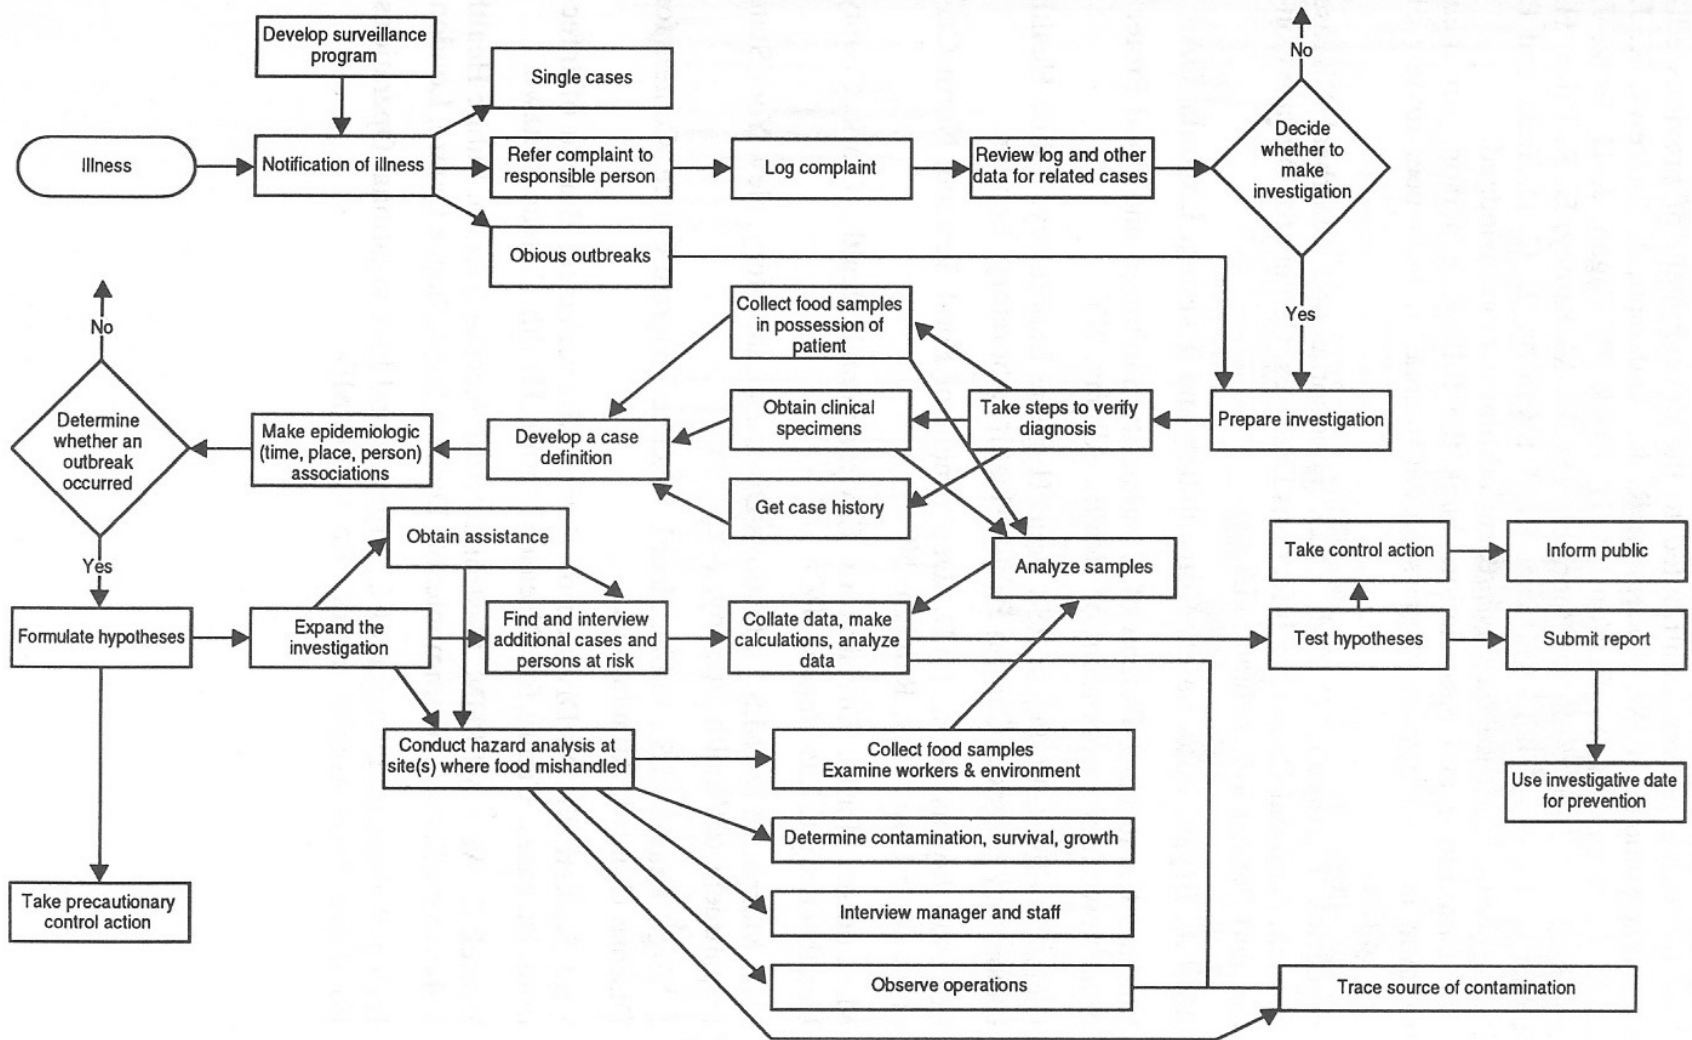 Develop surveillance
program
Single cases
No
Illness
Notification of illness
Refer complaint to
responsible person
Log complaint
Review log and other
data for related cases
Decide
whether to
make
investigation
Obious outbreaks
Yes
No
Collect food samples
in possession of
patient
Determine
whether an
outbreak
occurred
Make epidemiologic
(time, place, person)
associations
Develop a case
definition
Obtain clinical
specimens
Take steps to verify
diagnosis
Prepare investigation
Get case history
Yes
Obtain assistance
Analyze samples
Take control action
Inform public
Formulate hypotheses
Expand the
investigation
Find and interview
additional cases and
persons at risk
Collate data, make
calculations, analyze
data
Test hypotheses
Submit report
Conduct hazard analysis at
site(s) where food mishandled
Collect food samples
Examine workers & environment
Use investigative date
for prevention
Determine contamination, survival, growth
Take precautionary
control action
Interview manager and staff
Observe operations
Trace source of contamination